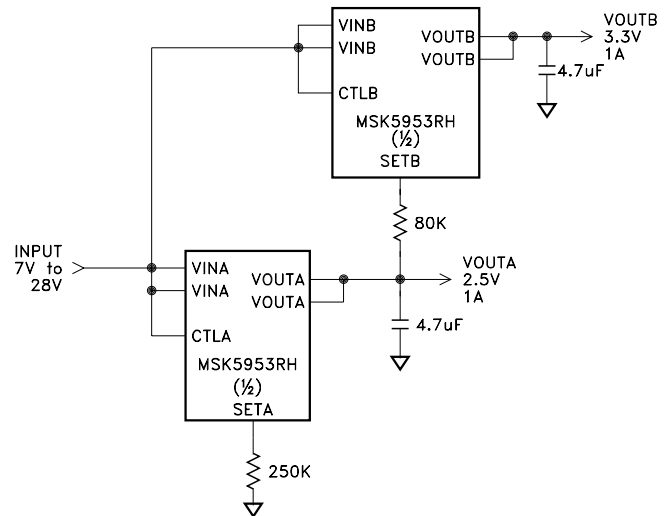 VOUTB
3.3V
1A
VINB
VINB
CTLB
VOUTB
VOUTB
4.7uF
MSK5953RH
(½)
SETB
80K
INPUT
7V to
28V
VINA
VINA
CTLA
VOUTA
VOUTA
VOUTA
2.5V
1A
4.7uF
MSK5953RH
(½)
SETA
250K